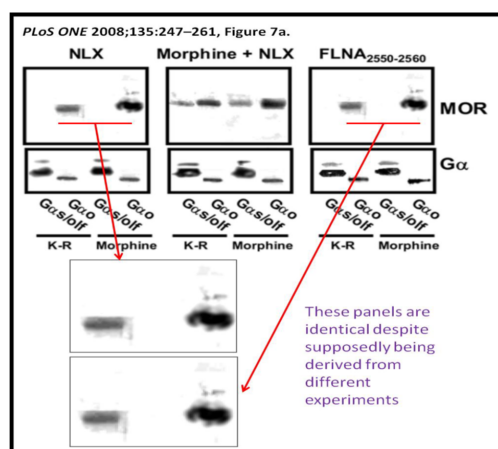 PLoS ONE 2008;135:247–261, Figure 7a.
NLX Morphine + NLX FLNA2550-2560
MOR
Gα
Gαs/olf Gαo Gαs/olf Gαo Gαs/olf Gαo Gαs/olf Gαo Gαs/olf Gαo Gαs/olf Gαo
K-R Morphine K-R Morphine K-R Morphine
These panels are
identical despite
supposedly being
derived from
different
experiments